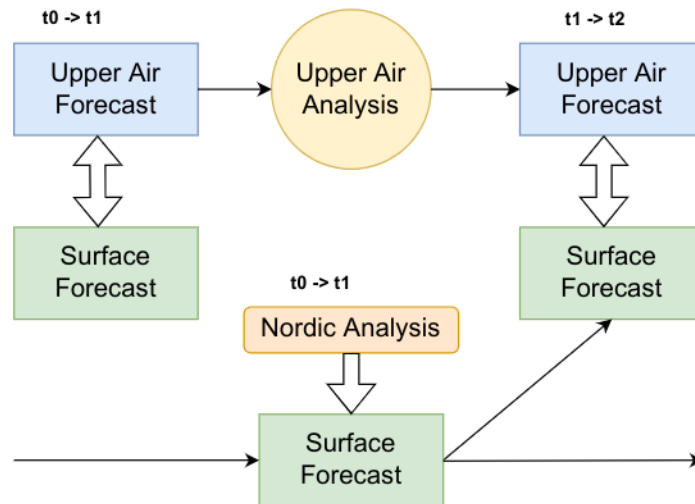 t0 -> t1
t1 -> t2
Upper Air
Forecast
Upper Air
Analysis
Upper Air
Forecast
Surface
Forecast
Surface
Forecast
t0 -> t1
Nordic Analysis
Surface
Forecast